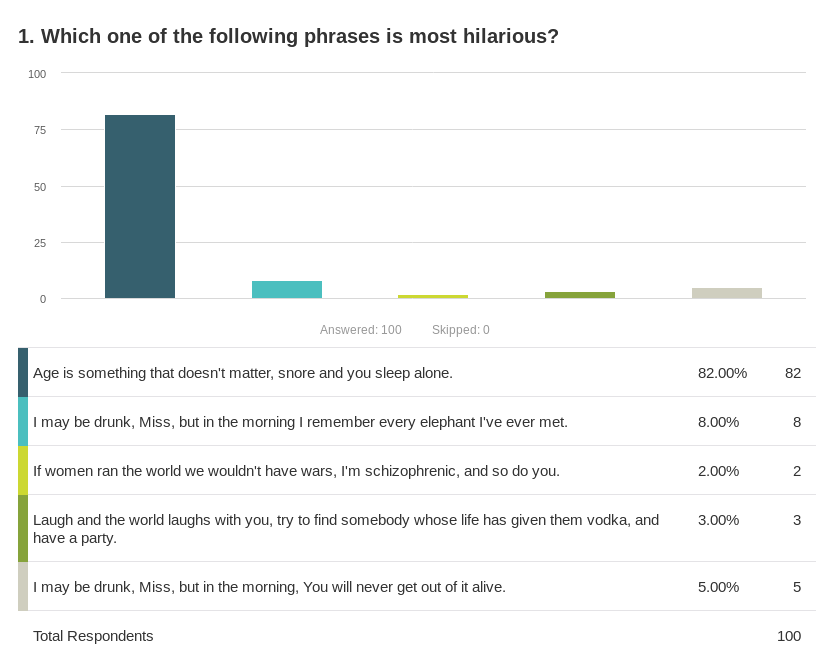 1. Which one of the following phrases is most hilarious?
100
75
50
25
0
Answered: 100 Skipped: 0
Age is something that doesn't matter, snore and you sleep alone. 82.00% 82
I may be drunk, Miss, but in the morning I remember every elephant I've ever met. 8.00% 8
If women ran the world we wouldn't have wars, I'm schizophrenic, and so do you. 2.00% 2
Laugh and the world laughs with you, try to find somebody whose life has given them vodka, and 3.00% 3
have a party.
I may be drunk, Miss, but in the morning, You will never get out of it alive. 5.00% 5
Total Respondents 100